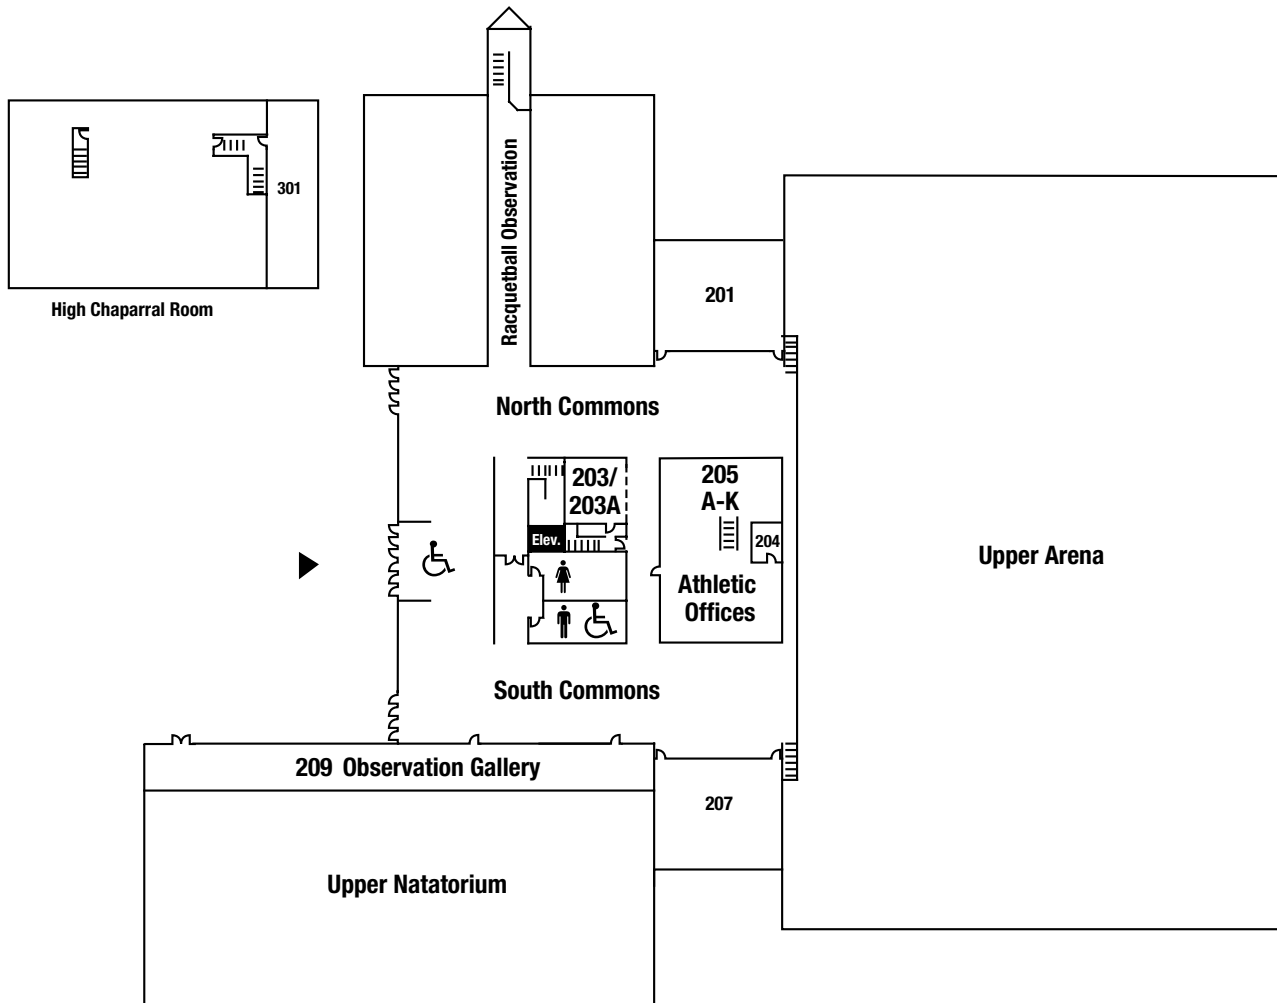 Racquetball Observation
301
High Chaparral Room
201
North Commons
203/
203A
205
A-K
Elev.
204
Upper Arena
Athletic
Offices
South Commons
209 Observation Gallery
207
Upper Natatorium